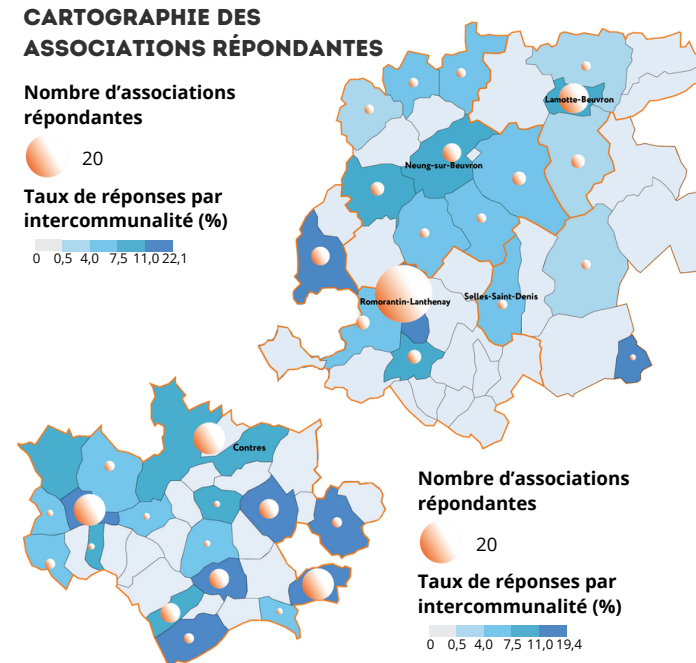 CARTOGRAPHIE DES
ASSOCIATIONS RÉPONDANTES
Nombre d'associations
répondantes
20
Taux de réponses par
intercommunalité (%)
0 0,5 4,0 7,5 11,0 22,1
Lamotte-Beuvron
Neung-sur-Beuvron
Romorantin-Lanthenay
Selles-Saint-Denis
Contres
Nombre d'associations
répondantes
20
Taux de réponses par
intercommunalité (%)
0 0,5 4,0 7,5 11,0 19,4